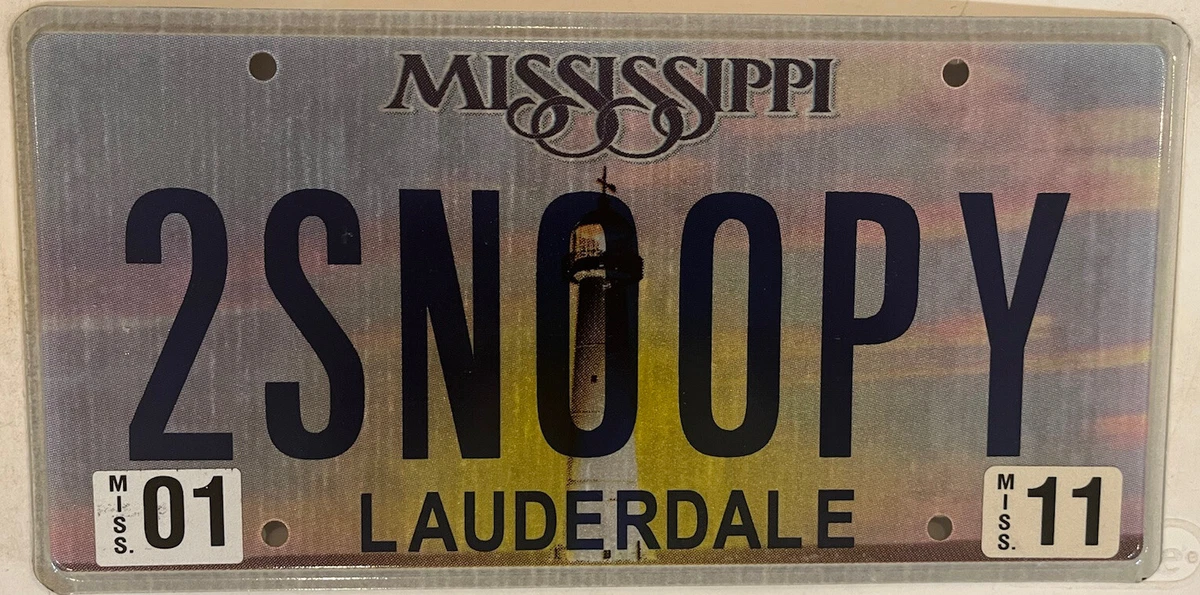 MISSISSIPPI
2SNOOPY
MISS. 01
LAUDERDALE
MISS. 11